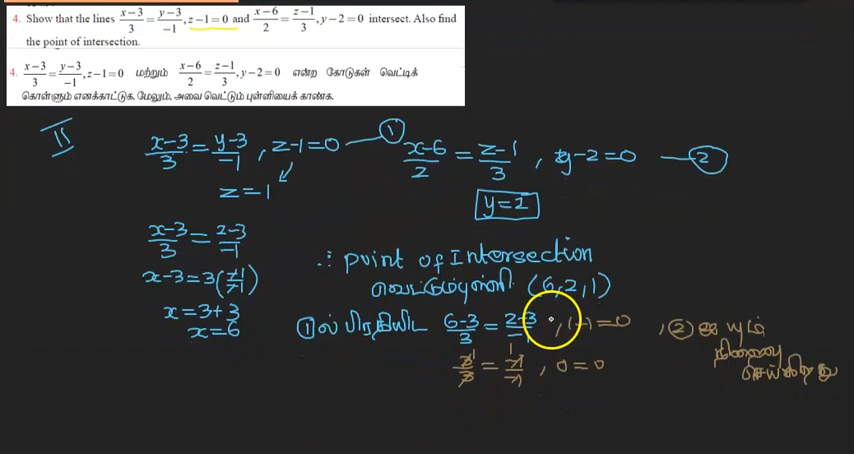 4. Show that the lines (x−3)/3 = (y−3)/−1, z−1=0 and (x−6)/2 = (z−1)/3, y−2=0 intersect. Also find
the point of intersection.
4. (x−3)/3 = (y−3)/−1, z−1=0 மற்றும் (x−6)/2 = (z−1)/3, y−2=0 என்ற கோடுகள் வெட்டிக்
கொள்ளும் எனக்காட்டுக. மேலும், அவை வெட்டும் புள்ளியைக் காண்க.
II
(x−3)/3 = (y−3)/−1, z−1=0 — ①
z=1
(x−6)/2 = (z−1)/3, y−2=0 — ②
y=2
(x−3)/3 = (2−3)/−1
x−3=3(−1/−1)
x=3+3
x=6
∴ point of Intersection
வெட்டும்புள்ளி (6,2,1)
①ல் பிரதியிட (6−3)/3 = (2−3)/−1, 1−1=0, ②ஐ யும்
நிறைவு
செய்கிறது
3/3 = −1/−1, 0=0